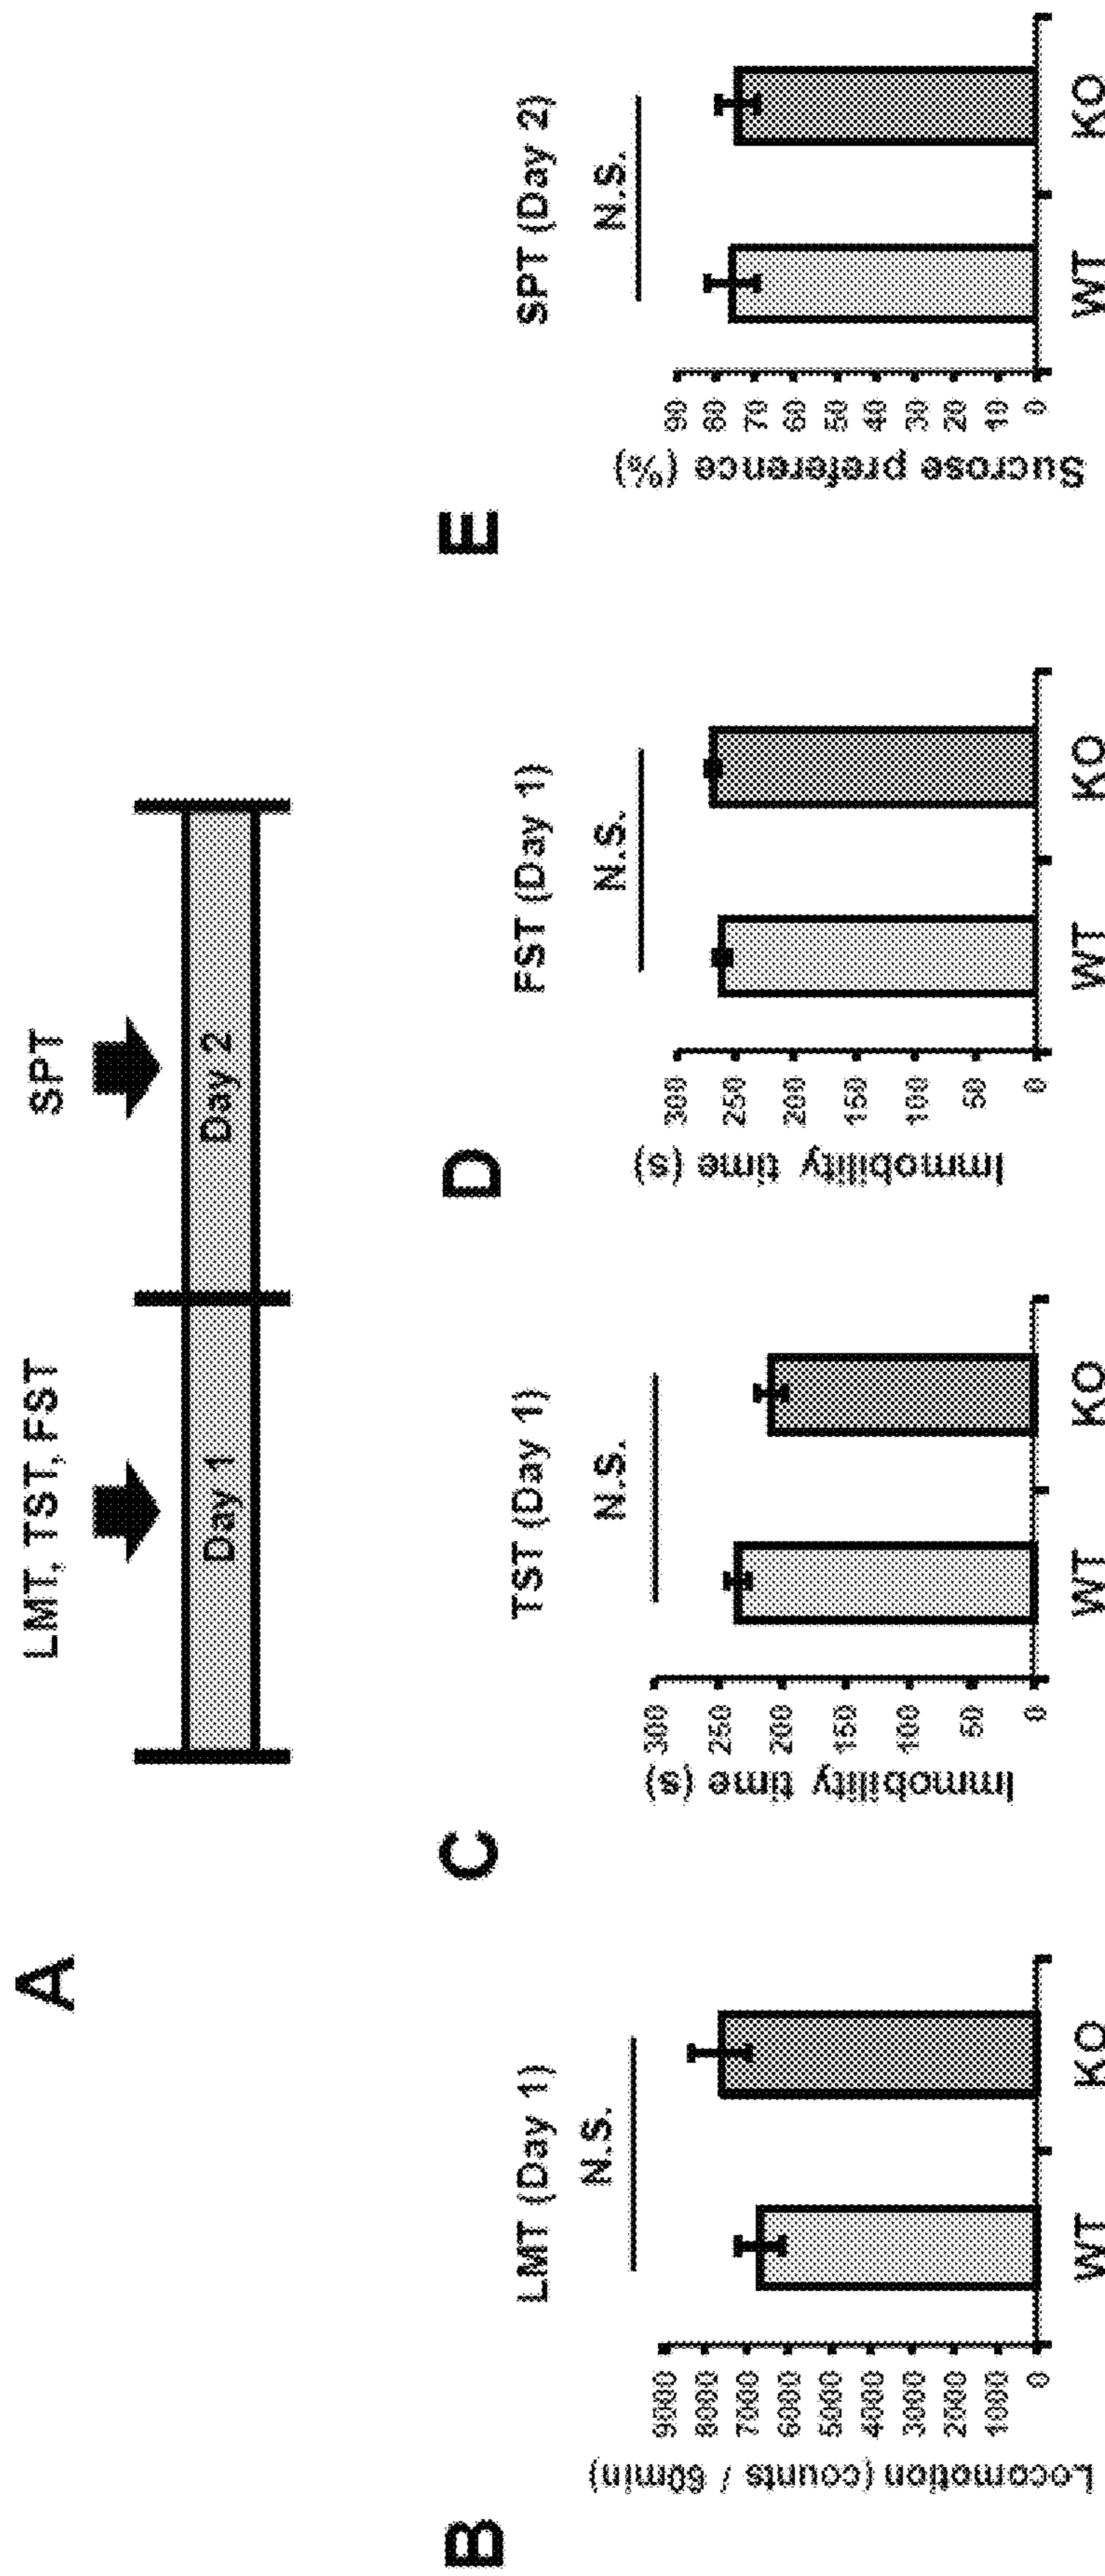 A
LMT, TST, FST
SPT
Day 1
Day 2
B
LMT (Day 1)
N.S.
Locomotion (counts / 60min)
9000
8000
7000
6000
5000
4000
3000
2000
1000
0
WT
KO
C
TST (Day 1)
N.S.
Immobility time (s)
300
250
200
150
100
50
0
WT
KO
D
FST (Day 1)
N.S.
Immobility time (s)
300
250
200
150
100
50
0
WT
KO
E
SPT (Day 2)
N.S.
Sucrose preference (%)
90
80
70
60
50
40
30
20
10
0
WT
KO